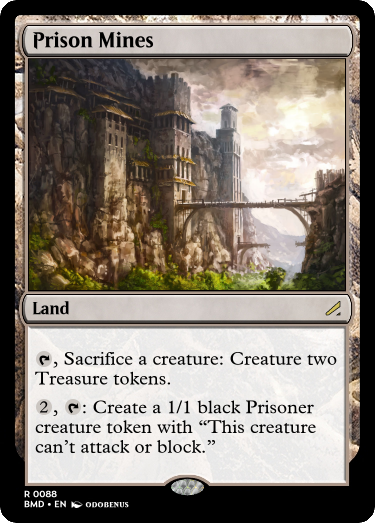 Prison Mines
Land
, Sacrifice a creature: Creature two
Treasure tokens.
2, : Create a 1/1 black Prisoner
creature token with “This creature
can’t attack or block.”
R 0088
BMD • EN ODOBENUS